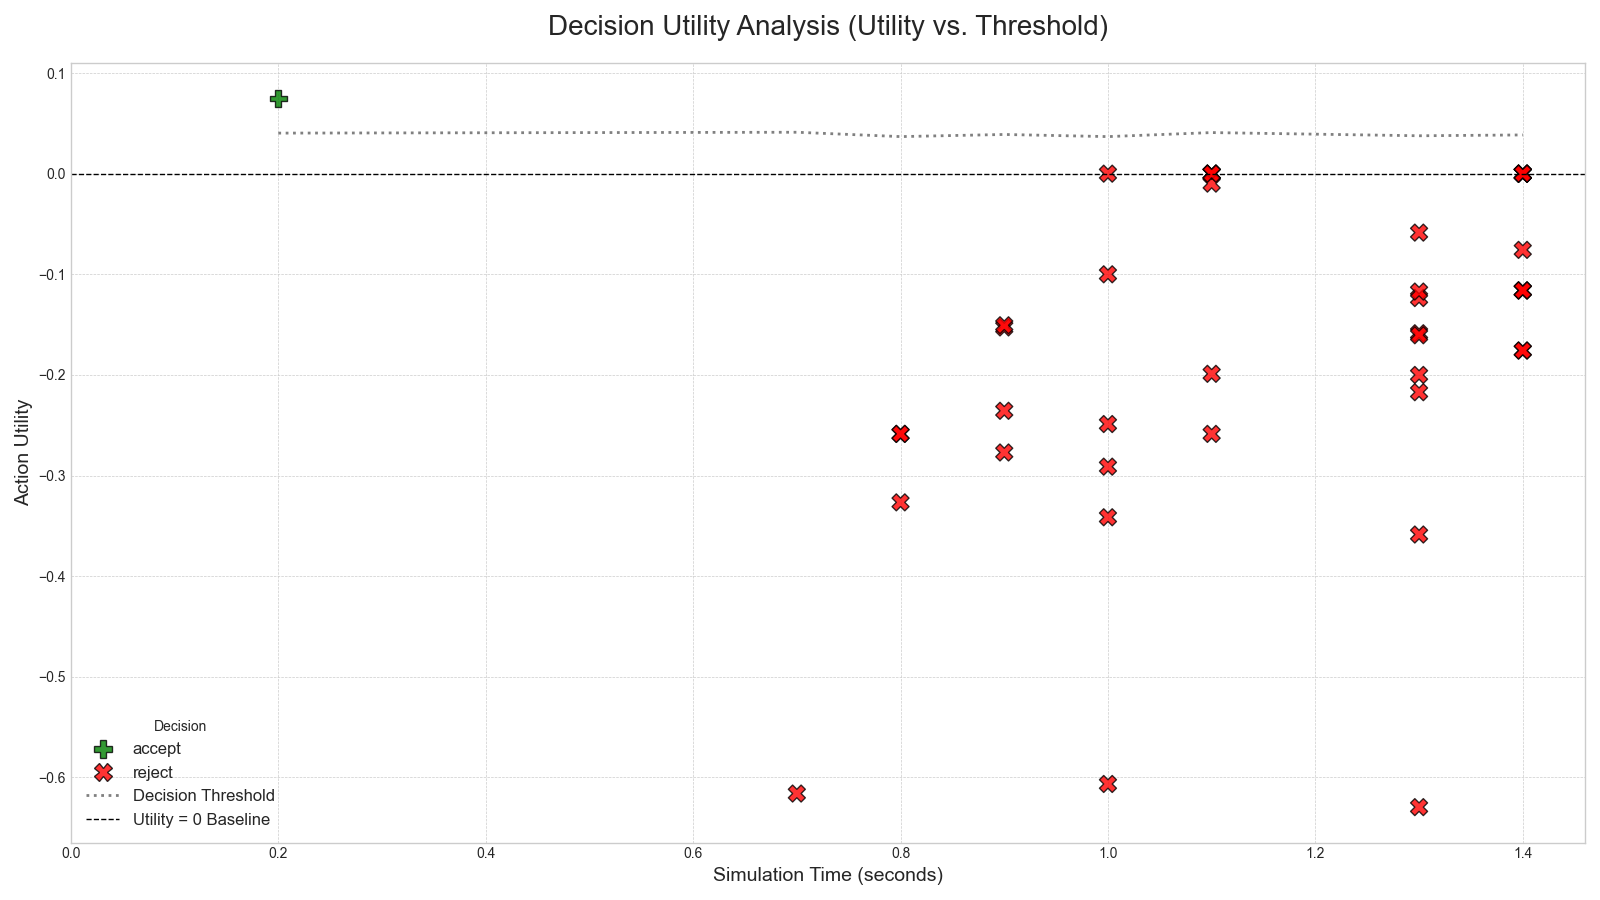 Decision Utility Analysis (Utility vs. Threshold)
Action Utility
0.1
0.0
−0.1
−0.2
−0.3
−0.4
−0.5
−0.6
Decision
accept
reject
Decision Threshold
Utility = 0 Baseline
0.0 0.2 0.4 0.6 0.8 1.0 1.2 1.4
Simulation Time (seconds)